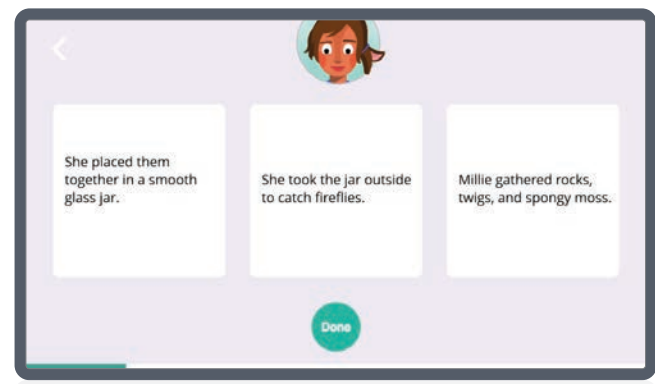 She placed them
together in a smooth
glass jar.
She took the jar outside
to catch fireflies.
Millie gathered rocks,
twigs, and spongy moss.
Done